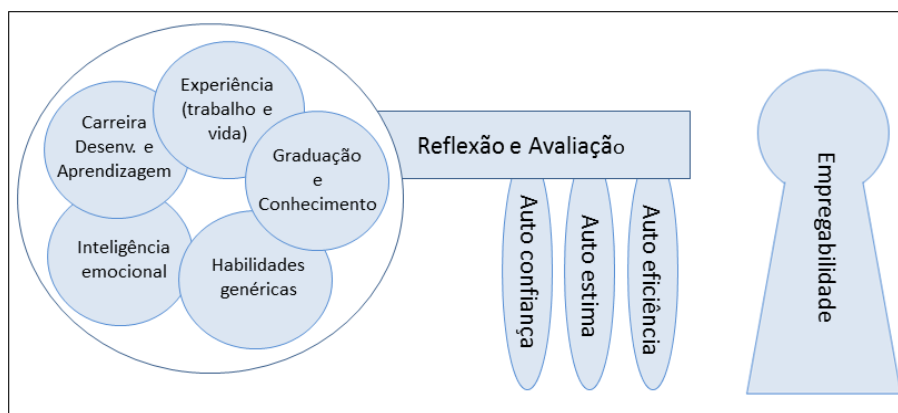 Experiência
(trabalho e
vida)
Carreira
Desenv. e
Aprendizagem
Graduação
e
Conhecimento
Inteligência
emocional
Habilidades
genéricas
Reflexão e Avaliação
Auto confiança
Auto estima
Auto eficiência
Empregabilidade